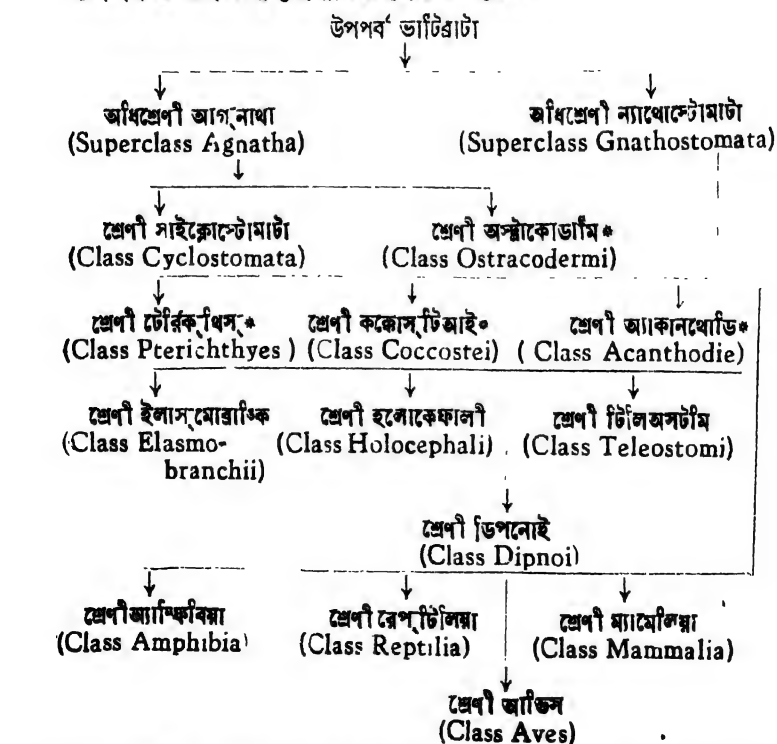 উপপর্ব ভার্টিব্রাটা
অধিশ্রেণী আগ্‌নাথা
(Superclass Agnatha)
অধিশ্রেণী ন্যাথোস্টোমাটা
(Superclass Gnathostomata)
শ্রেণী সাইক্লোস্টোমাটা
(Class Cyclostomata)
শ্রেণী অস্ট্রাকোডার্মি*
(Class Ostracodermi)
শ্রেণী টেরিক্‌থিস্‌*
(Class Pterichthyes)
শ্রেণী কক্কোস্‌টিআই*
(Class Coccostei)
শ্রেণী অ্যাকানথোডি*
(Class Acanthodie)
শ্রেণী ইলাস্‌মোব্রাঙ্কি
(Class Elasmo-
branchii)
শ্রেণী হলোকেফালী
(Class Holocephali)
শ্রেণী টিলিঅসটমি
(Class Teleostomi)
শ্রেণী ডিপনোই
(Class Dipnoi)
শ্রেণী অ্যাম্ফিবিয়া
(Class Amphibia)
শ্রেণী রেপ্‌টিলিয়া
(Class Reptilia)
শ্রেণী ম্যামেলিয়া
(Class Mammalia)
শ্রেণী আভিস
(Class Aves)